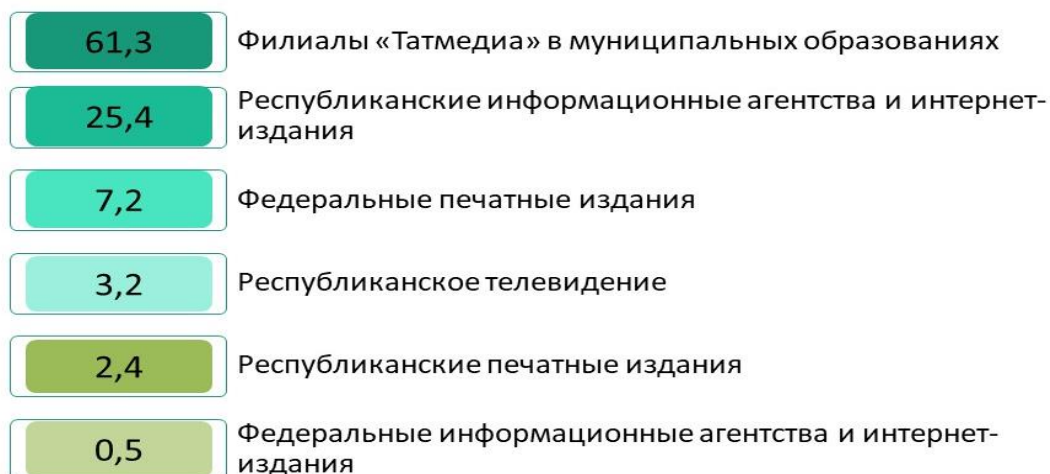 61,3 Филиалы «Татмедиа» в муниципальных образованиях
25,4 Республиканские информационные агентства и интернет-
издания
7,2 Федеральные печатные издания
3,2 Республиканское телевидение
2,4 Республиканские печатные издания
0,5 Федеральные информационные агентства и интернет-
издания